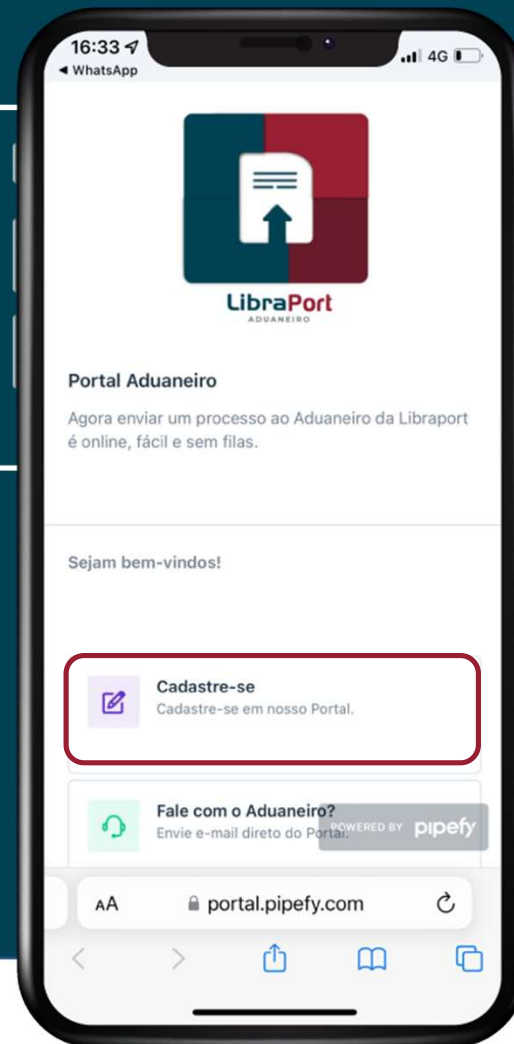 16:33
◀ WhatsApp
4G
LibraPort
ADUANEIRO
Portal Aduaneiro
Agora enviar um processo ao Aduaneiro da Libraport
é online, fácil e sem filas.
Sejam bem-vindos!
Cadastre-se
Cadastre-se em nosso Portal.
Fale com o Aduaneiro?
Envie e-mail direto do Portal.
POWERED BY pipefy
AA
portal.pipefy.com